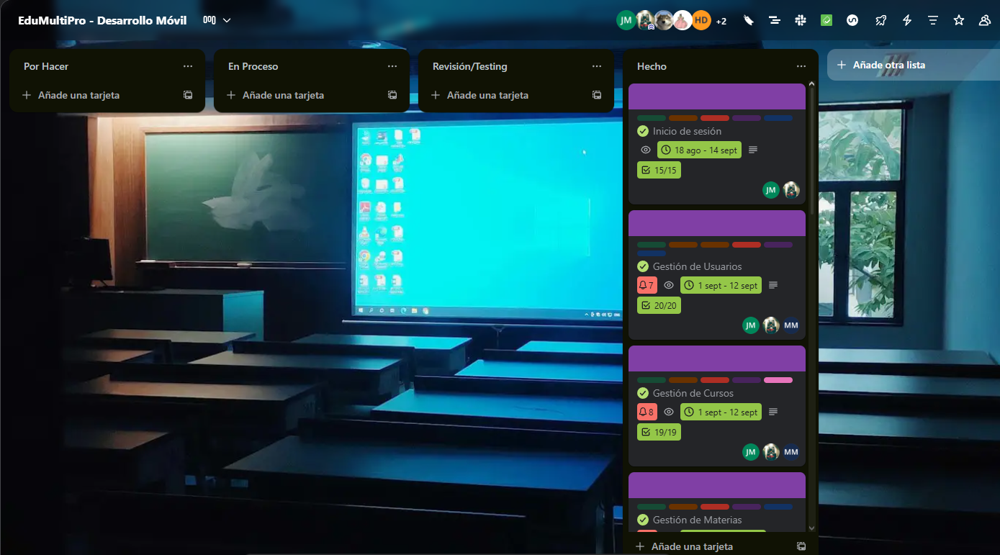 EduMultiPro - Desarrollo Móvil
JM
HD
+2
Por Hacer
Añade una tarjeta
En Proceso
Añade una tarjeta
Revisión/Testing
Añade una tarjeta
Hecho
Inicio de sesión
18 ago - 14 sept
15/15
JM
Gestión de Usuarios
7
1 sept - 12 sept
20/20
JM
MM
Gestión de Cursos
8
1 sept - 12 sept
19/19
JM
MM
Gestión de Materias
Añade una tarjeta
Añade otra lista